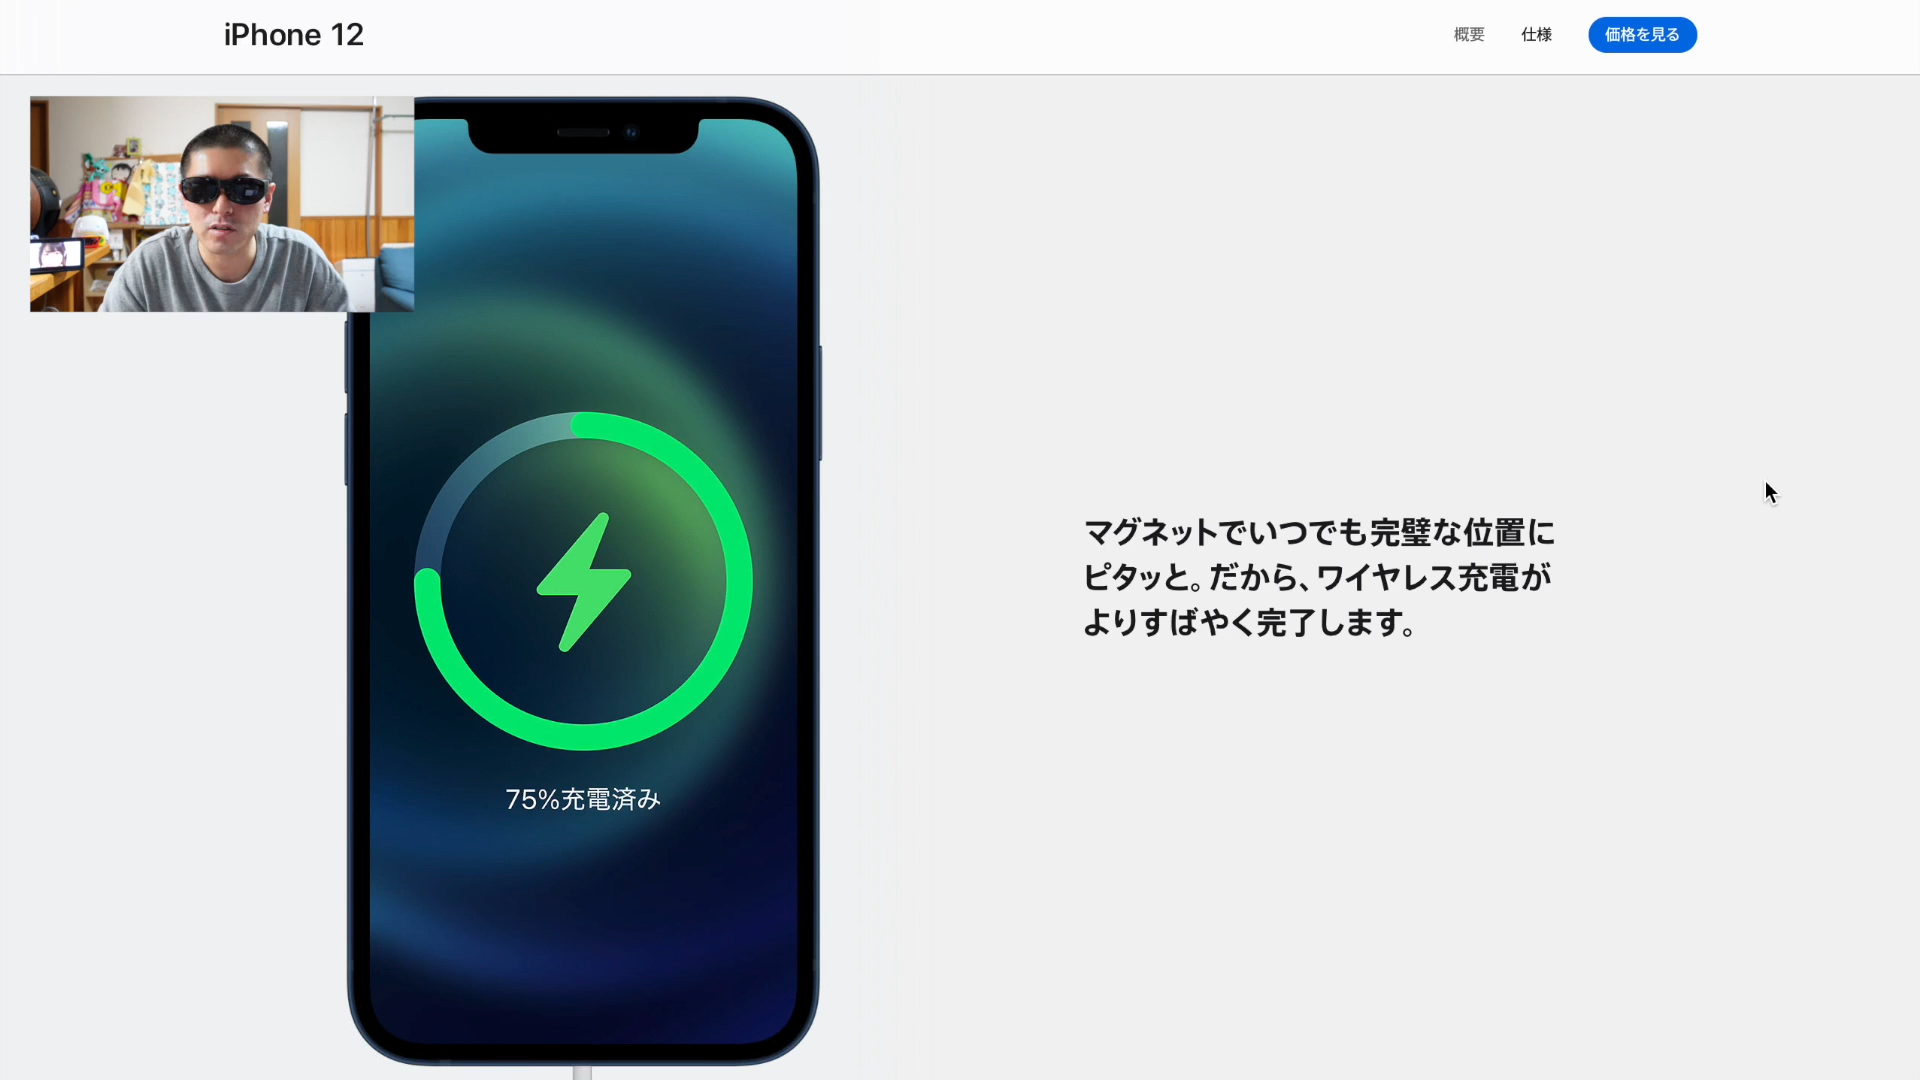 iPhone 12
概要
仕様
価格を見る
マグネットでいつでも完璧な位置に
ピタッと。だから、ワイヤレス充電が
よりすばやく完了します。
75%充電済み